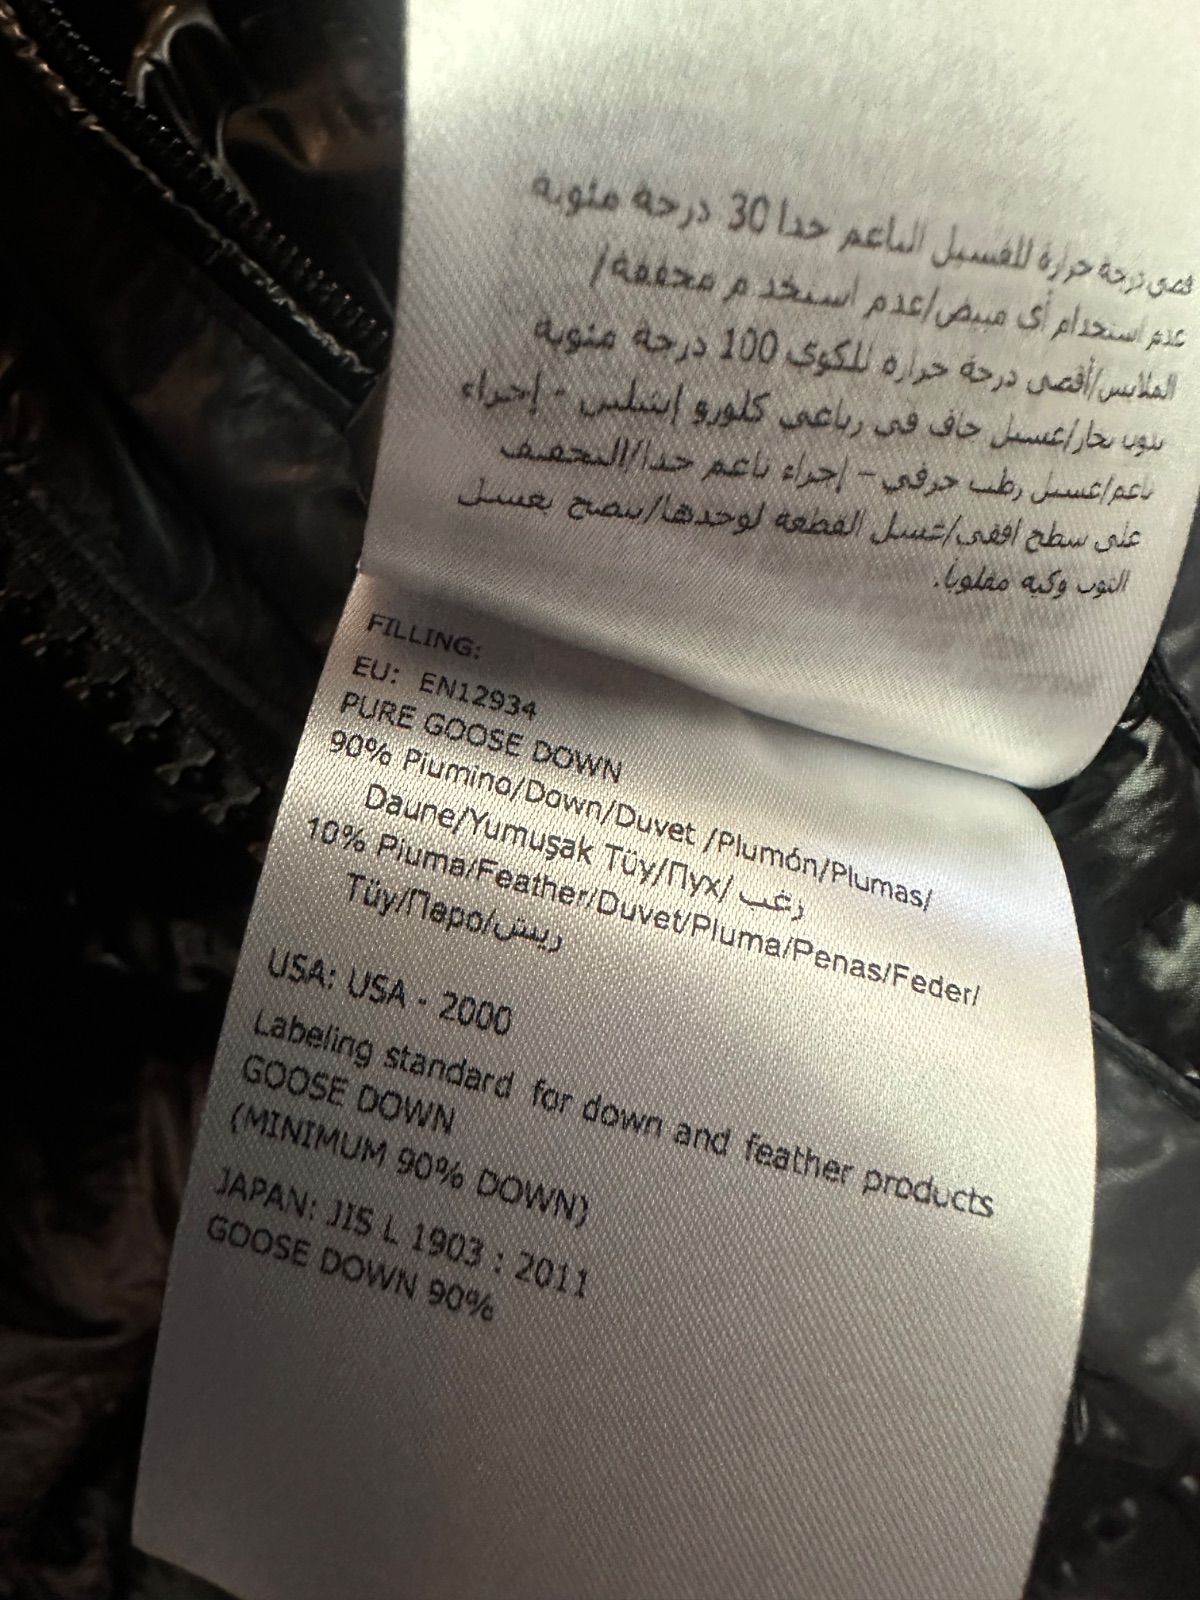 أقصى درجة حرارة للغسيل الناعم جدا 30 درجة مئوية
عدم استخدام أي مبيض/عدم استخدم مجففة/
الملابس/أقصى درجة حرارة للكوى 100 درجة مئوية
بدون بخار/غسيل جاف في رباعي كلورو إيثيلين - إجراء
ناعم/غسيل رطب حرفي - إجراء ناعم جدا/التجفيف
على سطح افقى/غسل القطعة لوحدها/ينصح بغسل
الثوب وكيه مقلوبا.
FILLING:
EU: EN12934
PURE GOOSE DOWN
90% Piumino/Down/Duvet /Plumón/Plumas/
Daune/Yumuşak Tüy/Пух/ رغب
10% Piuma/Feather/Duvet/Pluma/Penas/Feder/
Tüy/Перо/ريش
USA: USA - 2000
Labeling standard for down and feather products
GOOSE DOWN
(MINIMUM 90% DOWN)
JAPAN: JIS L 1903 : 2011
GOOSE DOWN 90%